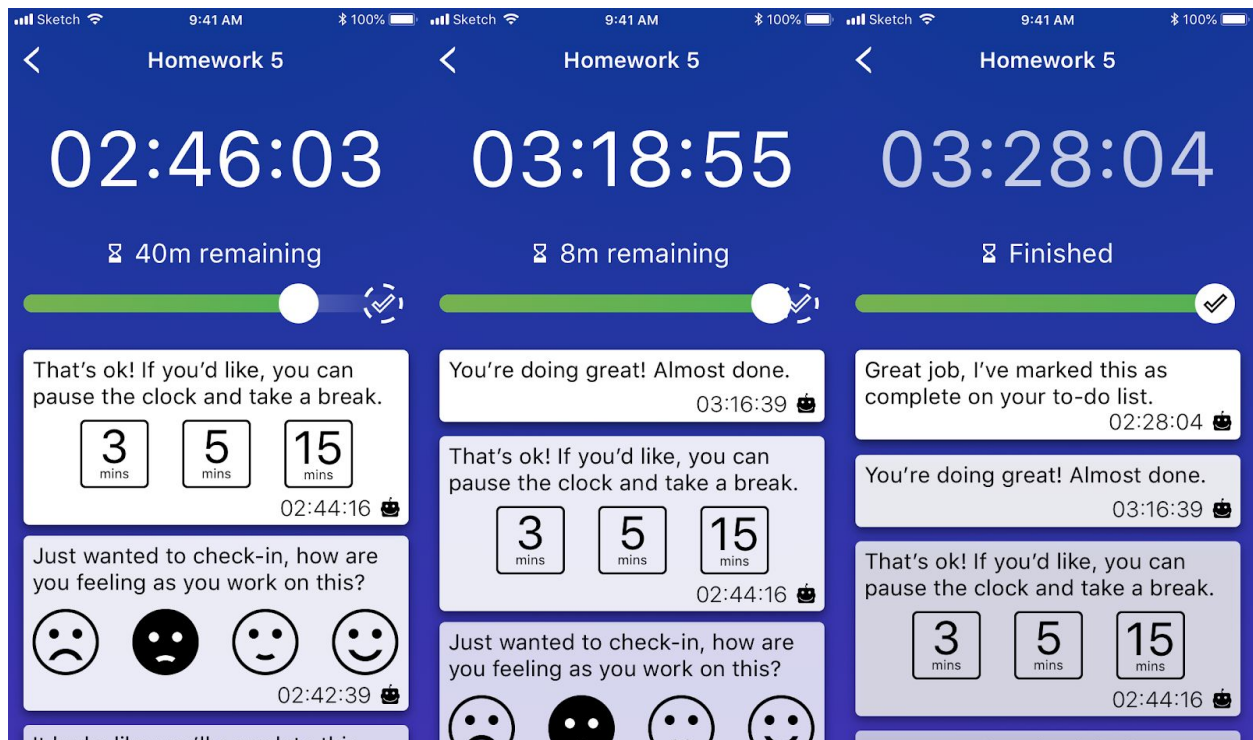 Sketch 9:41 AM 100%
Homework 5
02:46:03
40m remaining
That's ok! If you'd like, you can
pause the clock and take a break.
3 5 15
mins mins mins
02:44:16
Just wanted to check-in, how are
you feeling as you work on this?
02:42:39
Sketch 9:41 AM 100%
Homework 5
03:18:55
8m remaining
You're doing great! Almost done.
03:16:39
That's ok! If you'd like, you can
pause the clock and take a break.
3 5 15
mins mins mins
02:44:16
Just wanted to check-in, how are
you feeling as you work on this?
Sketch 9:41 AM 100%
Homework 5
03:28:04
Finished
Great job, I've marked this as
complete on your to-do list.
02:28:04
You're doing great! Almost done.
03:16:39
That's ok! If you'd like, you can
pause the clock and take a break.
3 5 15
mins mins mins
02:44:16